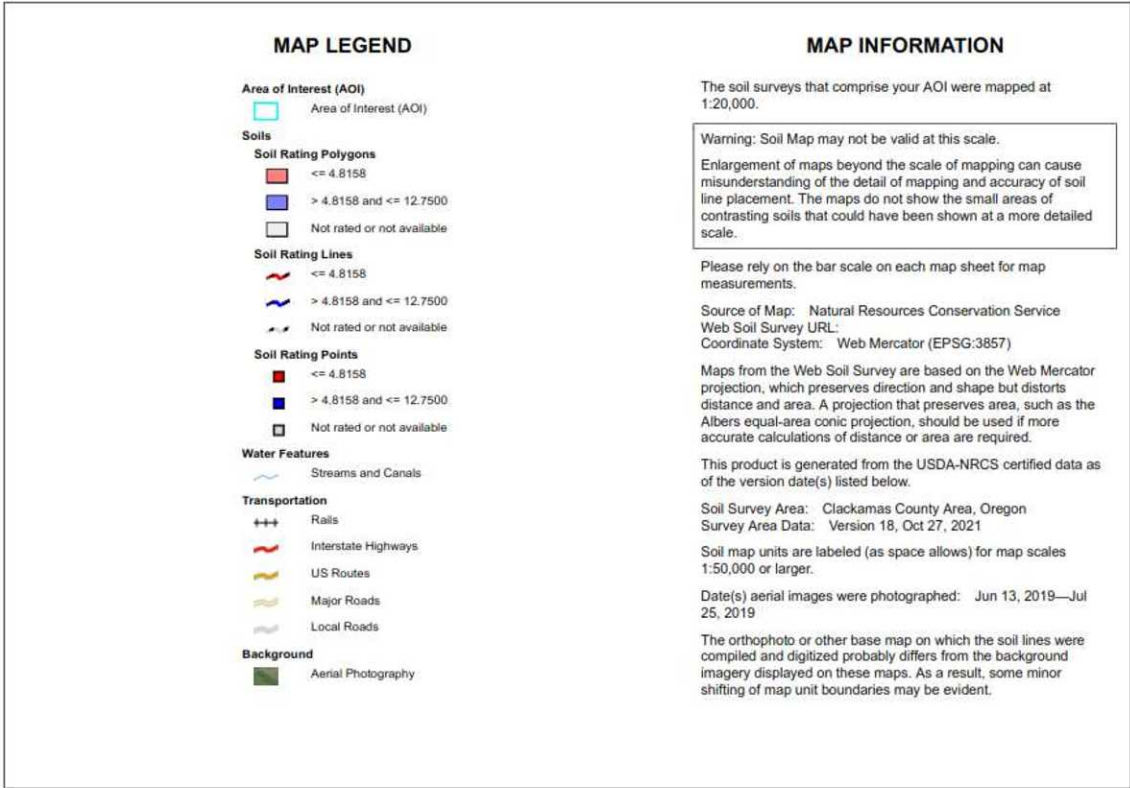 MAP LEGEND
Area of Interest (AOI)
Area of Interest (AOI)
Soils
Soil Rating Polygons
<= 4.8158
> 4.8158 and <= 12.7500
Not rated or not available
Soil Rating Lines
<= 4.8158
> 4.8158 and <= 12.7500
Not rated or not available
Soil Rating Points
<= 4.8158
> 4.8158 and <= 12.7500
Not rated or not available
Water Features
Streams and Canals
Transportation
Rails
Interstate Highways
US Routes
Major Roads
Local Roads
Background
Aerial Photography
MAP INFORMATION
The soil surveys that comprise your AOI were mapped at
1:20,000.
Warning: Soil Map may not be valid at this scale.
Enlargement of maps beyond the scale of mapping can cause
misunderstanding of the detail of mapping and accuracy of soil
line placement. The maps do not show the small areas of
contrasting soils that could have been shown at a more detailed
scale.
Please rely on the bar scale on each map sheet for map
measurements.
Source of Map: Natural Resources Conservation Service
Web Soil Survey URL:
Coordinate System: Web Mercator (EPSG:3857)
Maps from the Web Soil Survey are based on the Web Mercator
projection, which preserves direction and shape but distorts
distance and area. A projection that preserves area, such as the
Albers equal-area conic projection, should be used if more
accurate calculations of distance or area are required.
This product is generated from the USDA-NRCS certified data as
of the version date(s) listed below.
Soil Survey Area: Clackamas County Area, Oregon
Survey Area Data: Version 18, Oct 27, 2021
Soil map units are labeled (as space allows) for map scales
1:50,000 or larger.
Date(s) aerial images were photographed: Jun 13, 2019—Jul
25, 2019
The orthophoto or other base map on which the soil lines were
compiled and digitized probably differs from the background
imagery displayed on these maps. As a result, some minor
shifting of map unit boundaries may be evident.